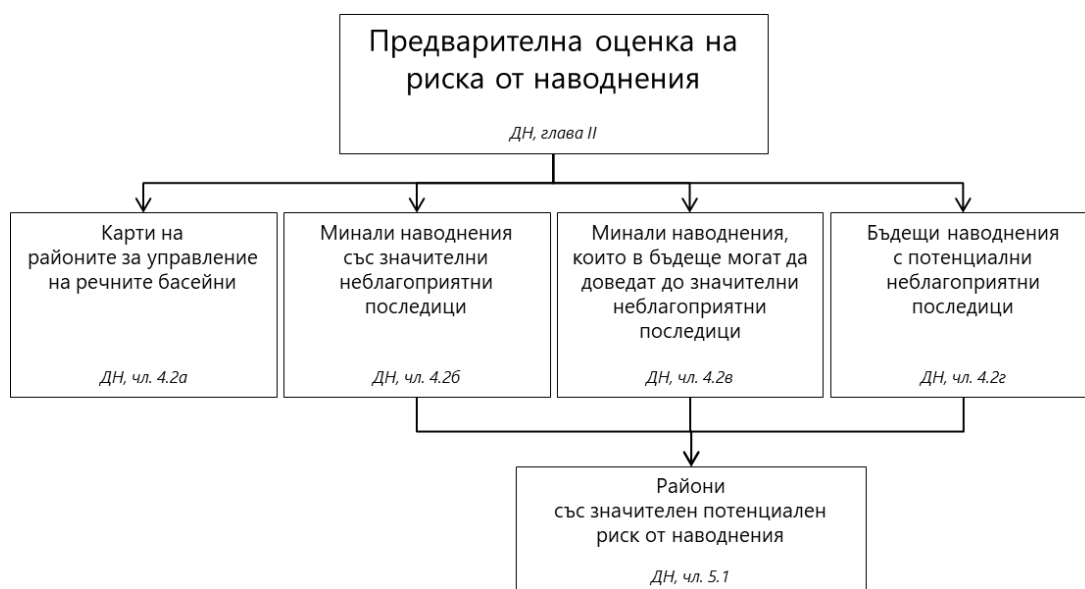 Предварителна оценка на
риска от наводнения
ДН, глава II
Карти на
районите за управление
на речните басейни
ДН, чл. 4.2а
Минали наводнения
със значителни
неблагоприятни
последици
ДН, чл. 4.2б
Минали наводнения,
които в бъдеще могат да
доведат до значителни
неблагоприятни
последици
ДН, чл. 4.2в
Бъдещи наводнения
с потенциални
неблагоприятни
последици
ДН, чл. 4.2г
Райони
със значителен потенциален
риск от наводнения
ДН, чл. 5.1